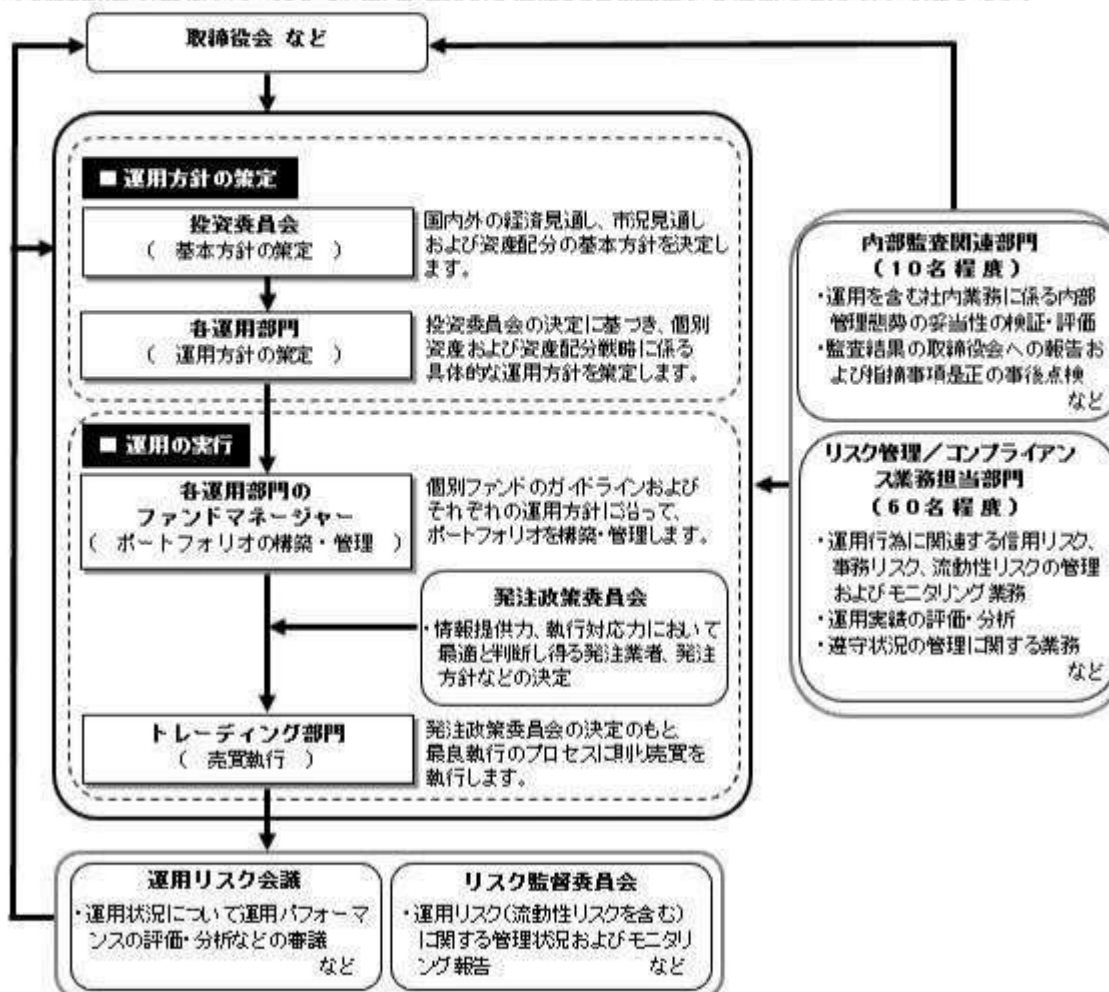 取締役会 など
■ 運用方針の策定
投資委員会
( 基本方針の策定 )
国内外の経済見通し、市況見通し
および資産配分の基本方針を決定し
ます。
各運用部門
( 運用方針の策定 )
投資委員会の決定に基づき、個別
資産および資産配分戦略に係る
具体的な運用方針を策定します。
■ 運用の実行
各運用部門の
ファンドマネージャー
( ポートフォリオの構築・管理 )
個別ファンドのガイドラインおよび
それぞれの運用方針に沿って、
ポートフォリオを構築・管理します。
発注政策委員会
・情報提供力、執行対応力において
最適と判断し得る発注業者、発注
方針などの決定
トレーディング部門
( 売買執行 )
発注政策委員会の決定のもと
最良執行のプロセスに則り売買を
執行します。
運用リスク会議
・運用状況について運用パフォーマ
ンスの評価・分析などの審議
など
リスク監督委員会
・運用リスク(流動性リスクを含む)
に関する管理状況およびモニタリ
ング報告 など
内部監査関連部門
(10名程度)
・運用を含む社内業務に係る内部
管理態勢の妥当性の検証・評価
・監査結果の取締役会への報告お
よび指摘事項是正の事後点検
など
リスク管理/コンプライアン
ス業務担当部門
(60名程度)
・運用行為に関連する信用リスク、
事務リスク、流動性リスクの管理
およびモニタリング業務
・運用実績の評価・分析
・遵守状況の管理に関する業務
など